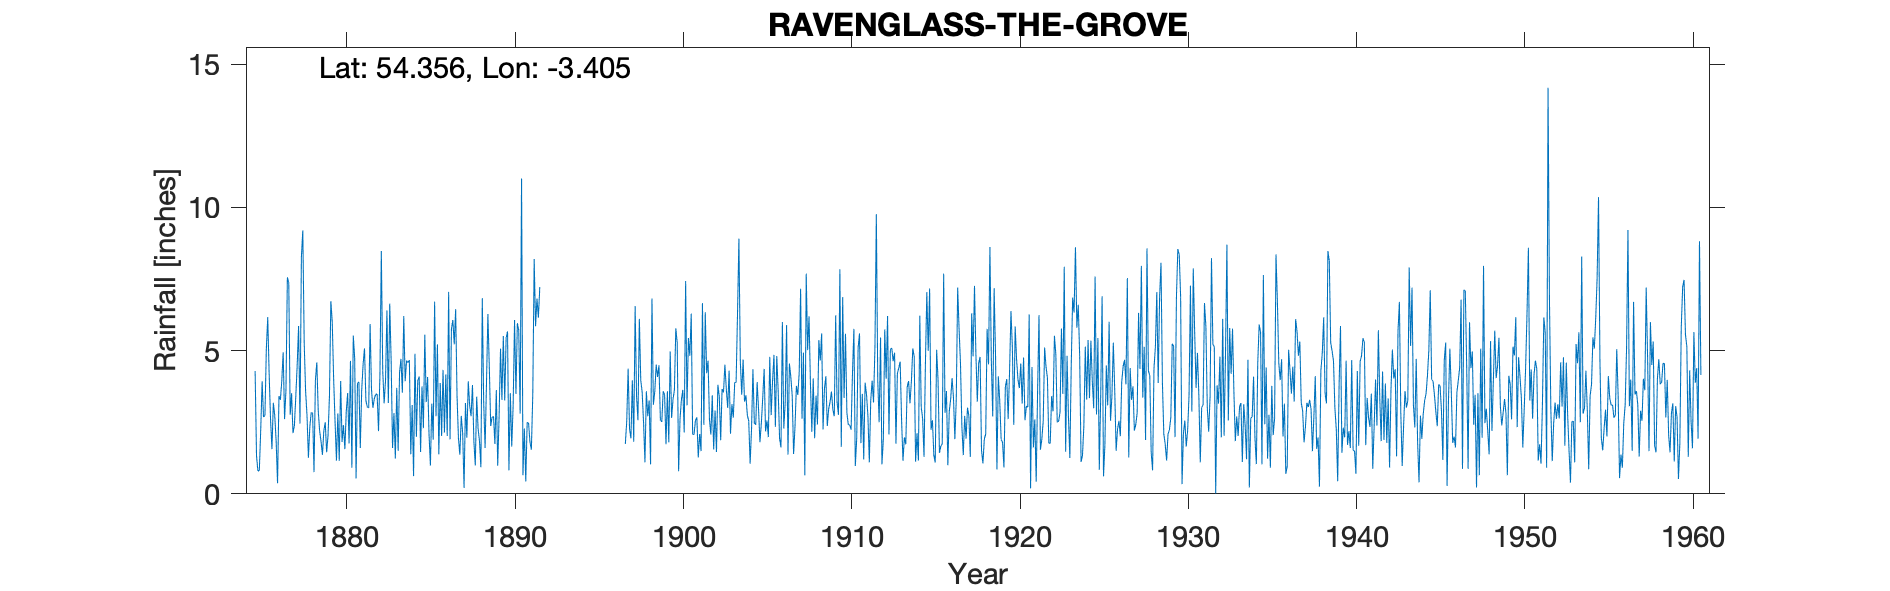 RAVENGLASS-THE-GROVE
Lat: 54.356, Lon: -3.405
15
10
5
0
Rainfall [inches]
1880 1890 1900 1910 1920 1930 1940 1950 1960
Year